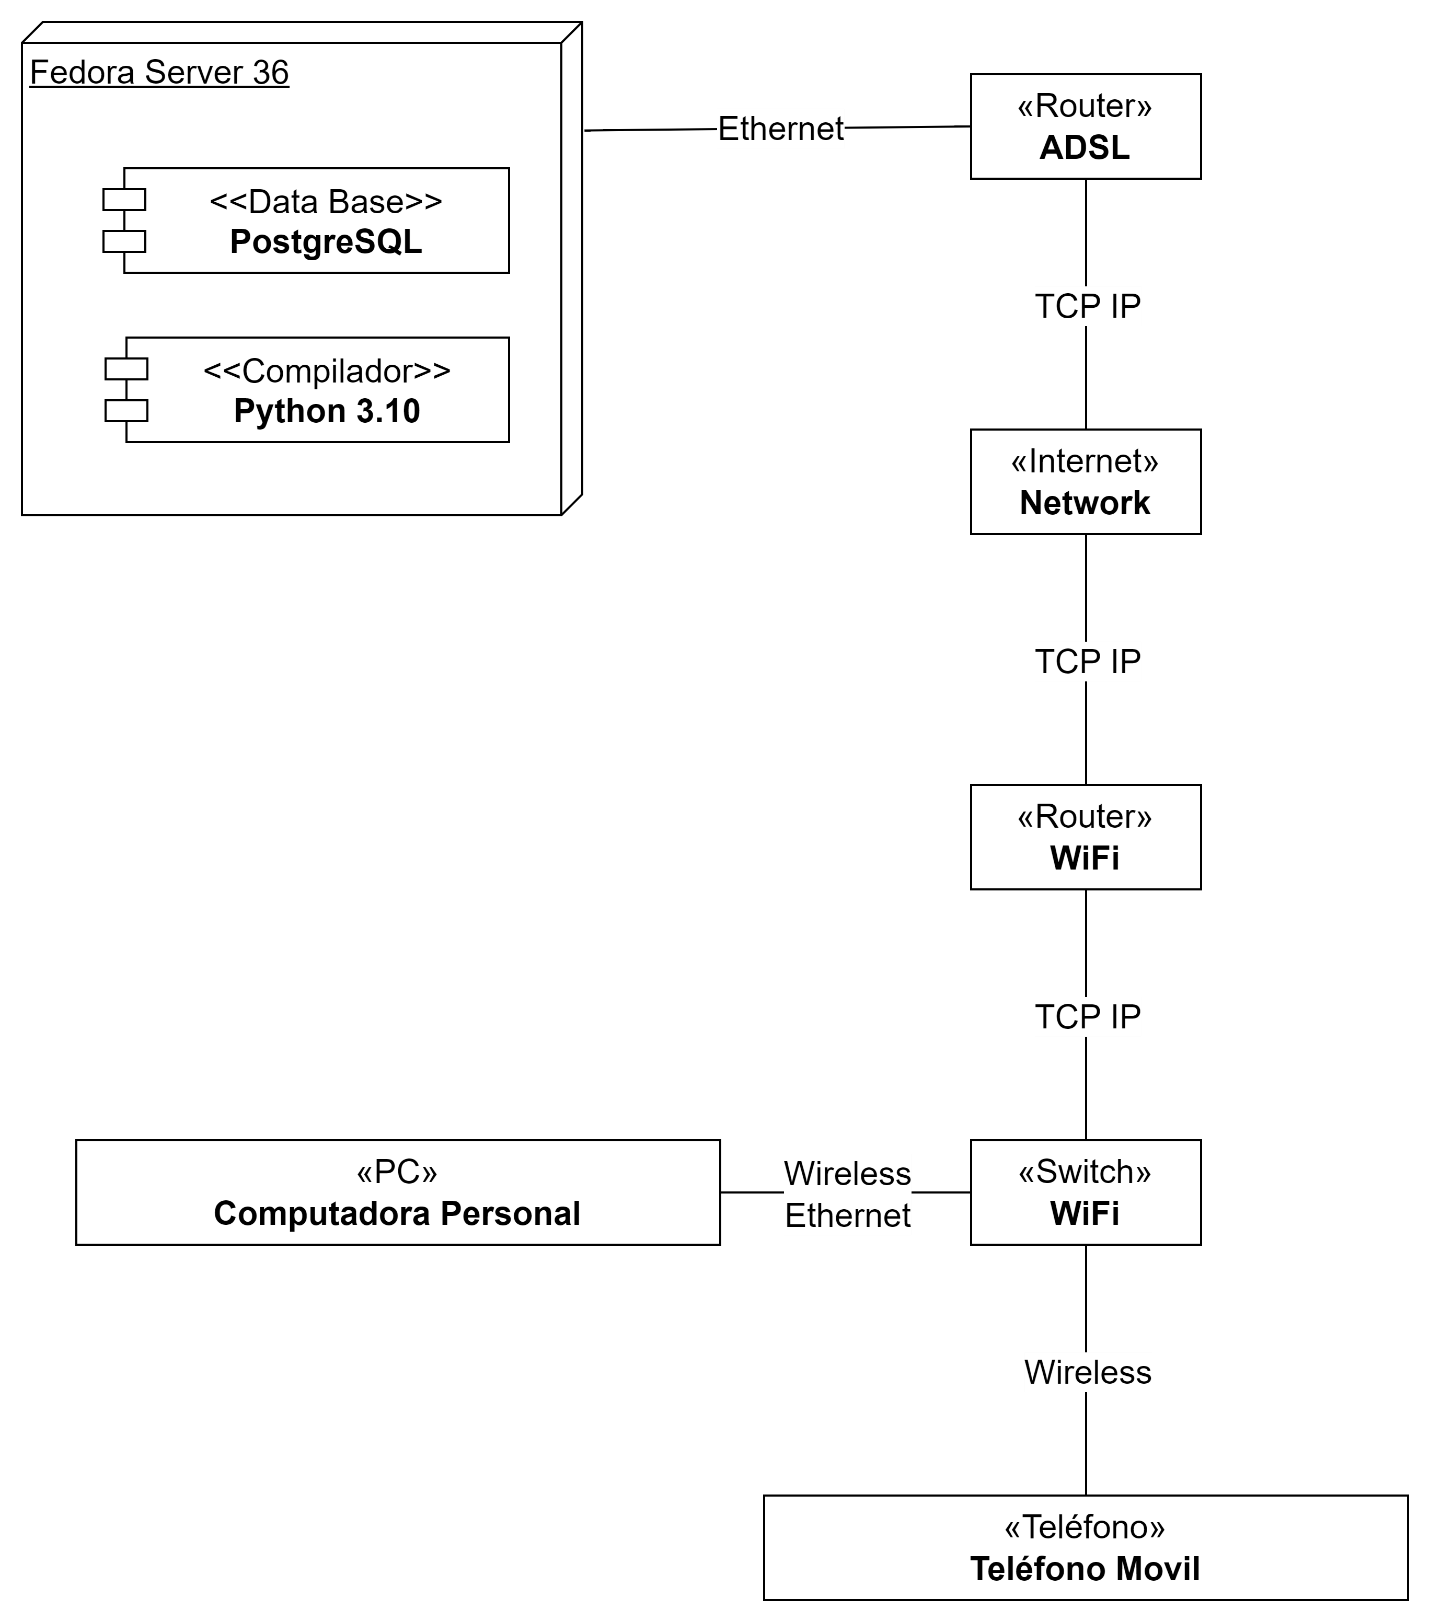 Fedora Server 36
<<Data Base>>
PostgreSQL
<<Compilador>>
Python 3.10
Ethernet
«Router»
ADSL
TCP IP
«Internet»
Network
TCP IP
«Router»
WiFi
TCP IP
«PC»
Computadora Personal
Wireless
Ethernet
«Switch»
WiFi
Wireless
«Teléfono»
Teléfono Movil